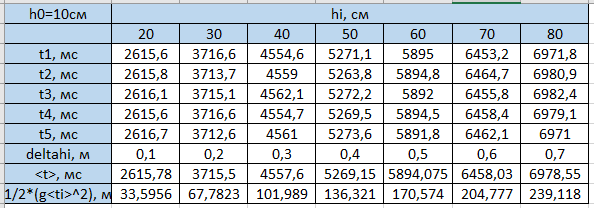 h0=10см hi, см
20 30 40 50 60 70 80
t1, мс 2615,6 3716,6 4554,6 5271,1 5895 6453,2 6971,8
t2, мс 2615,8 3713,7 4559 5263,8 5894,8 6464,7 6980,9
t3, мс 2616,1 3715,1 4562,1 5272,2 5892 6455,8 6982,4
t4, мс 2615,6 3716,6 4554,7 5269,5 5894,5 6458,4 6979,1
t5, мс 2616,7 3712,6 4561 5273,6 5891,8 6462,1 6971
deltahi, м 0,1 0,2 0,3 0,4 0,5 0,6 0,7
<t>, мс 2615,78 3715,5 4557,6 5269,15 5894,075 6458,03 6978,55
1/2*(g<ti>^2), м 33,5956 67,7823 101,989 136,321 170,574 204,777 239,118